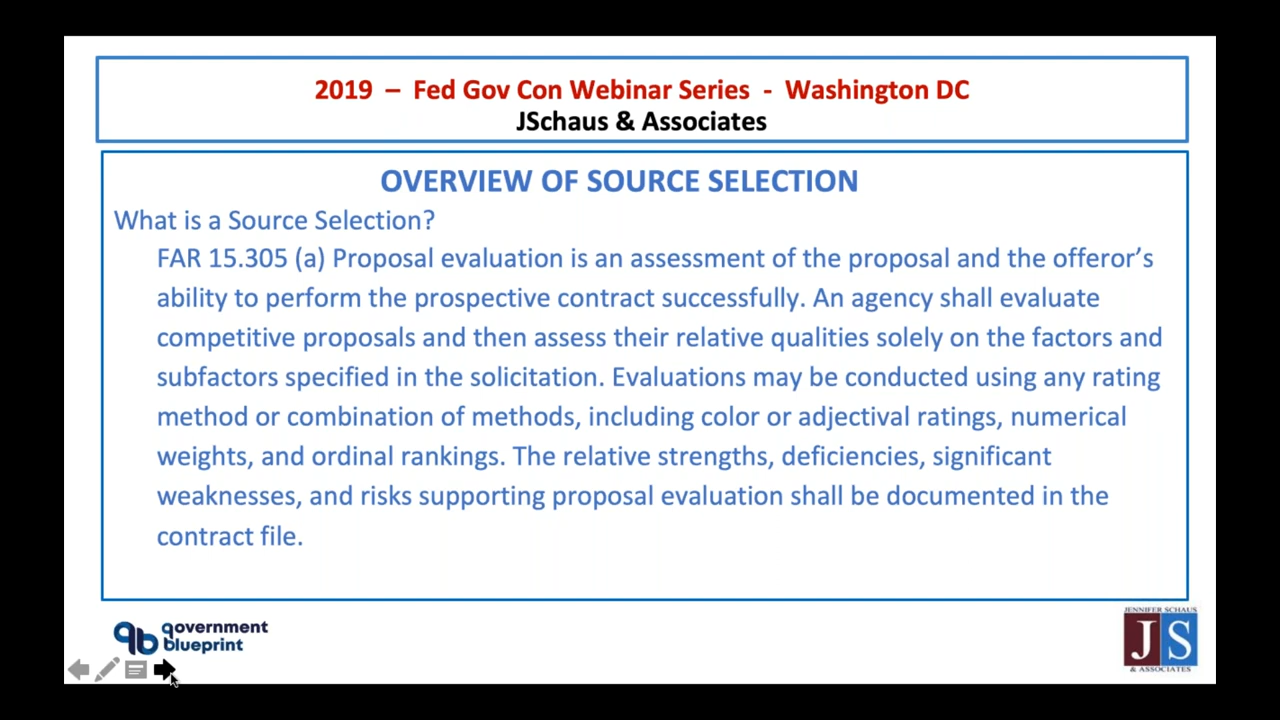 2019 – Fed Gov Con Webinar Series - Washington DC
JSchaus & Associates
OVERVIEW OF SOURCE SELECTION
What is a Source Selection?
FAR 15.305 (a) Proposal evaluation is an assessment of the proposal and the offeror’s
ability to perform the prospective contract successfully. An agency shall evaluate
competitive proposals and then assess their relative qualities solely on the factors and
subfactors specified in the solicitation. Evaluations may be conducted using any rating
method or combination of methods, including color or adjectival ratings, numerical
weights, and ordinal rankings. The relative strengths, deficiencies, significant
weaknesses, and risks supporting proposal evaluation shall be documented in the
contract file.
gb government
blueprint
JENNIFER SCHAUS
JS
& ASSOCIATES